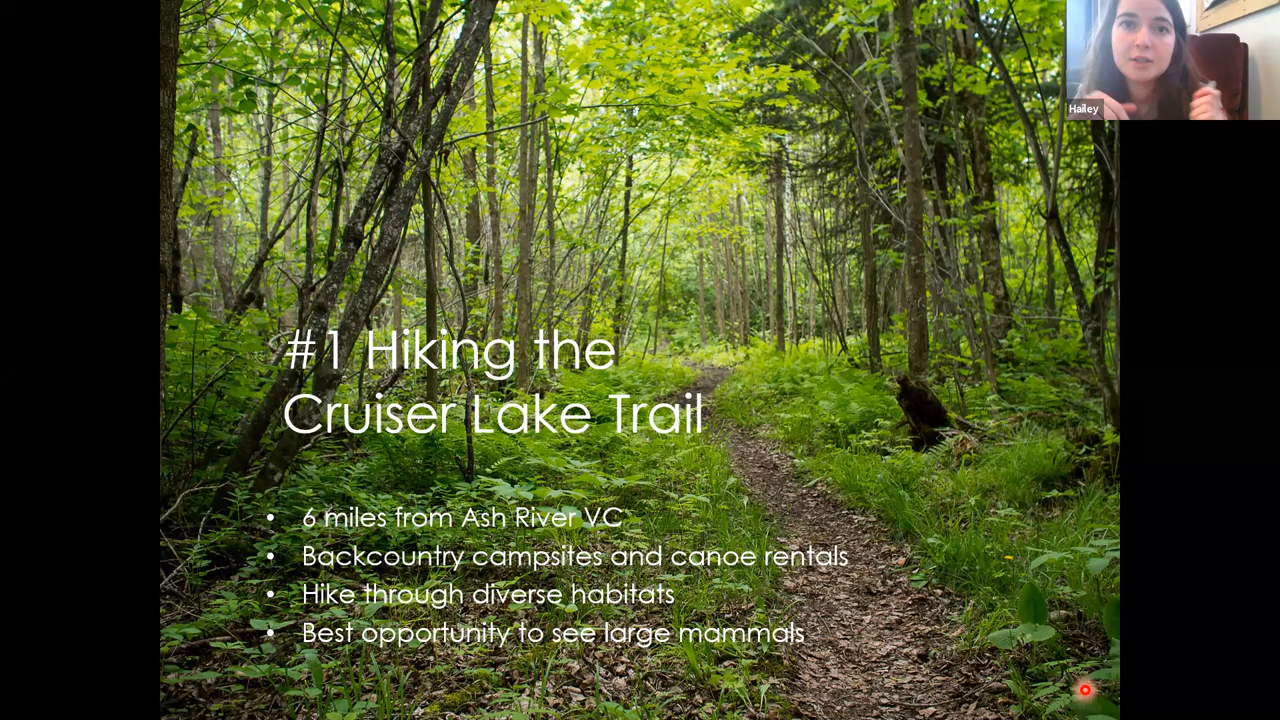 Hailey
#1 Hiking the
Cruiser Lake Trail
• 6 miles from Ash River VC
• Backcountry campsites and canoe rentals
• Hike through diverse habitats
• Best opportunity to see large mammals